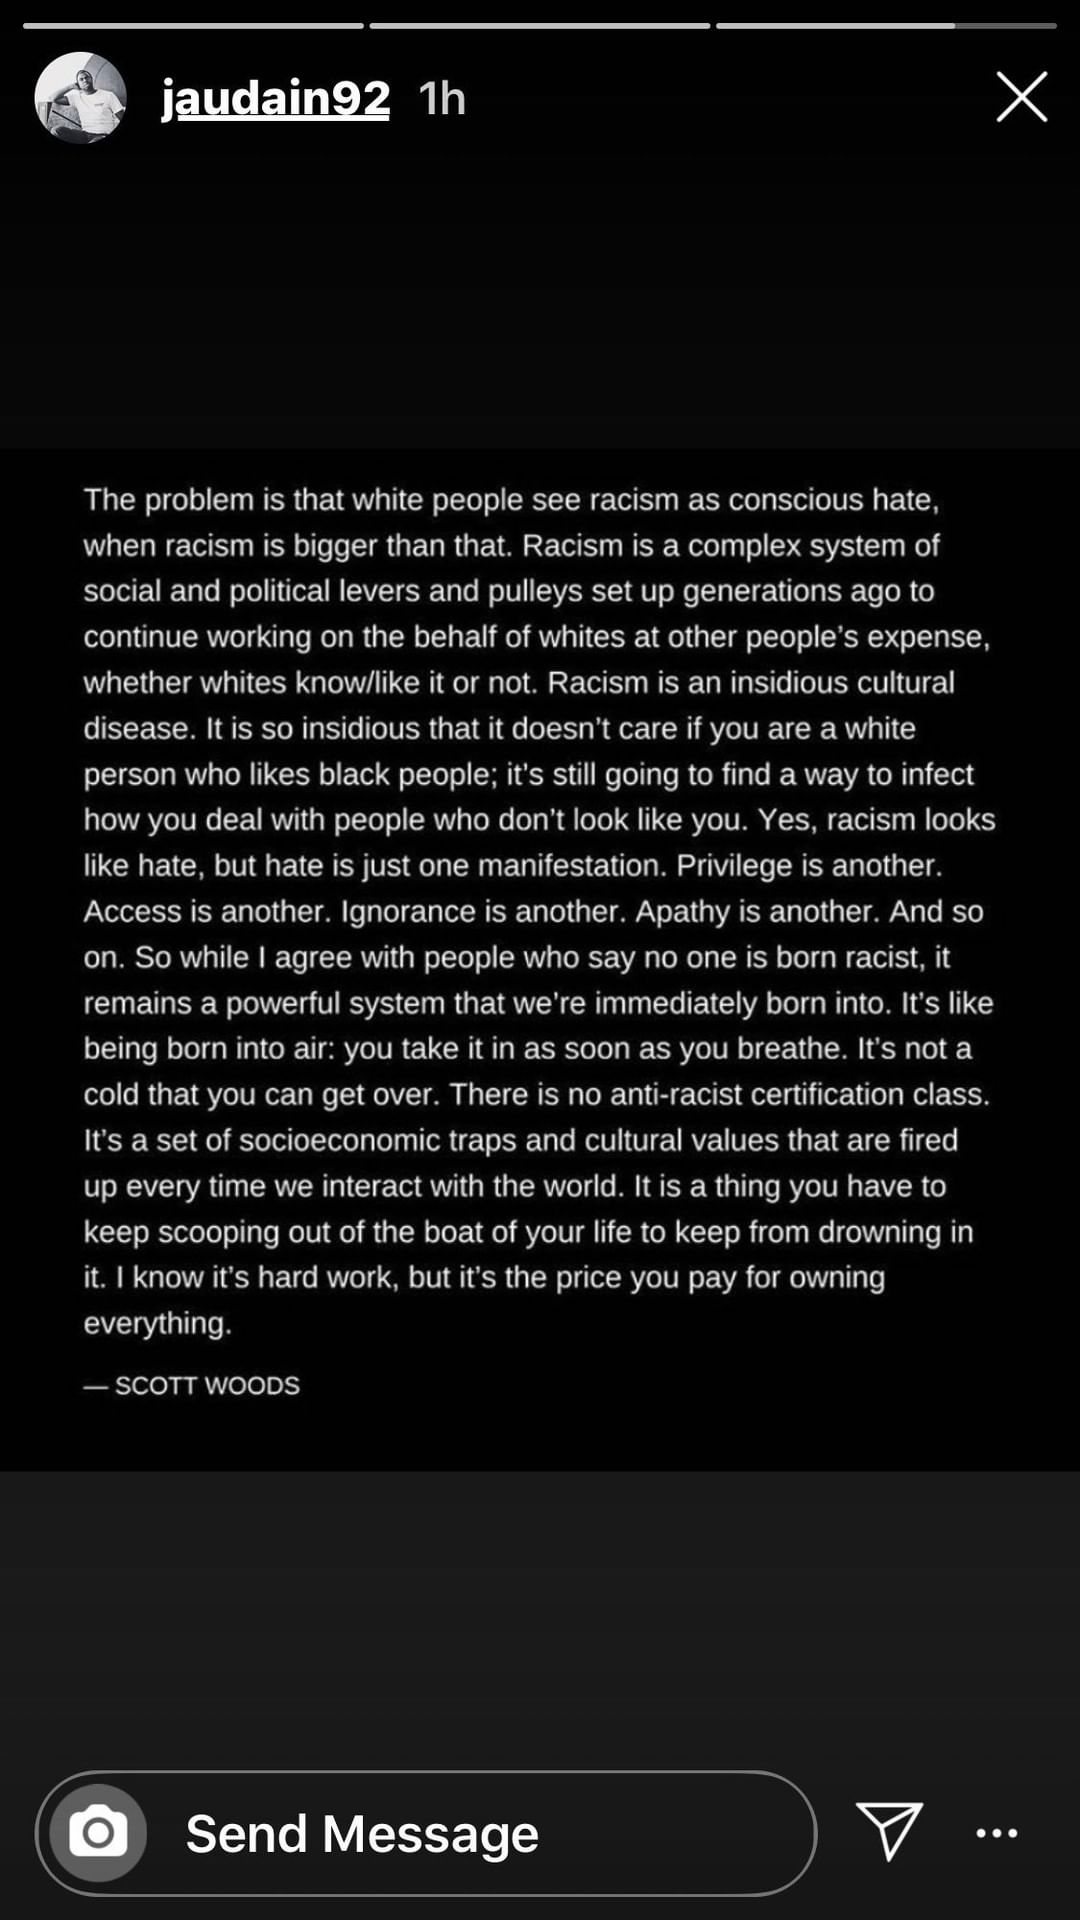 jaudain92 1h
The problem is that white people see racism as conscious hate,
when racism is bigger than that. Racism is a complex system of
social and political levers and pulleys set up generations ago to
continue working on the behalf of whites at other people’s expense,
whether whites know/like it or not. Racism is an insidious cultural
disease. It is so insidious that it doesn’t care if you are a white
person who likes black people; it’s still going to find a way to infect
how you deal with people who don’t look like you. Yes, racism looks
like hate, but hate is just one manifestation. Privilege is another.
Access is another. Ignorance is another. Apathy is another. And so
on. So while I agree with people who say no one is born racist, it
remains a powerful system that we’re immediately born into. It’s like
being born into air: you take it in as soon as you breathe. It’s not a
cold that you can get over. There is no anti-racist certification class.
It’s a set of socioeconomic traps and cultural values that are fired
up every time we interact with the world. It is a thing you have to
keep scooping out of the boat of your life to keep from drowning in
it. I know it’s hard work, but it’s the price you pay for owning
everything.
— SCOTT WOODS
Send Message